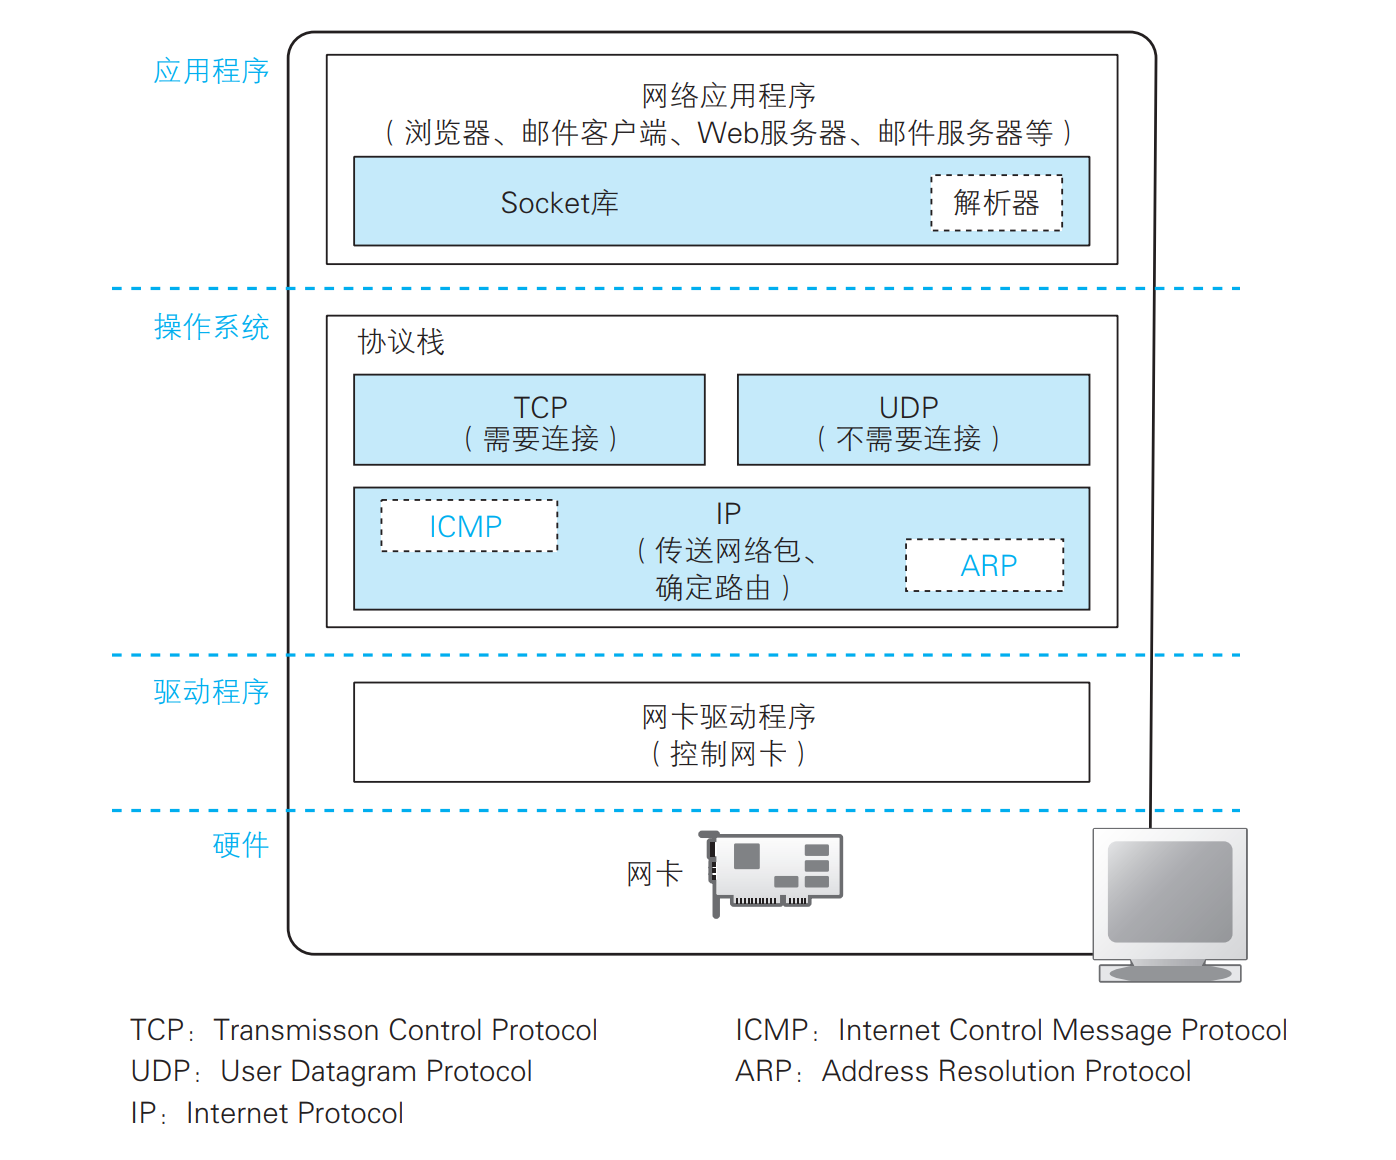 应用程序
网络应用程序
（浏览器、邮件客户端、Web服务器、邮件服务器等）
Socket库
解析器
操作系统
协议栈
TCP
（需要连接）
UDP
（不需要连接）
ICMP
IP
（传送网络包、
确定路由）
ARP
驱动程序
网卡驱动程序
（控制网卡）
硬件
网卡
TCP：Transmisson Control Protocol
UDP：User Datagram Protocol
IP：Internet Protocol
ICMP：Internet Control Message Protocol
ARP：Address Resolution Protocol